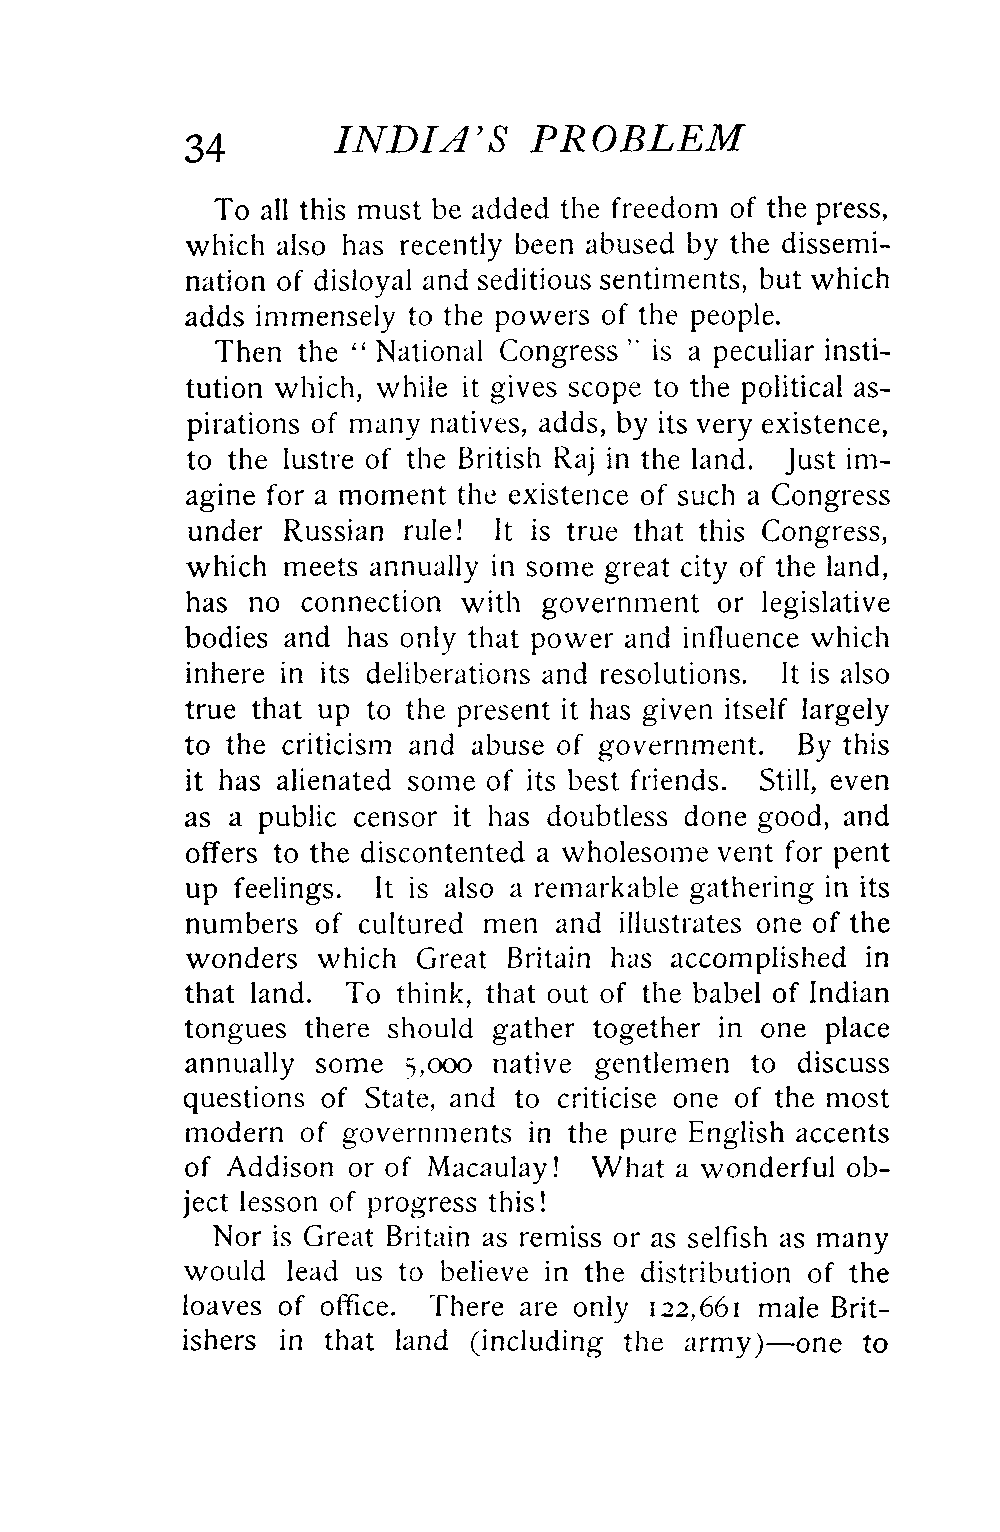 34 INDIA'S PROBLEM
To all this must be added the freedom of the press,
which also has recently been abused by the dissemi-
nation of disloyal and seditious sentiments, but which
adds immensely to the powers of the people.
Then the “National Congress” is a peculiar insti-
tution which, while it gives scope to the political as-
pirations of many natives, adds, by its very existence,
to the lustre of the British Raj in the land. Just im-
agine for a moment the existence of such a Congress
under Russian rule! It is true that this Congress,
which meets annually in some great city of the land,
has no connection with government or legislative
bodies and has only that power and influence which
inhere in its deliberations and resolutions. It is also
true that up to the present it has given itself largely
to the criticism and abuse of government. By this
it has alienated some of its best friends. Still, even
as a public censor it has doubtless done good, and
offers to the discontented a wholesome vent for pent
up feelings. It is also a remarkable gathering in its
numbers of cultured men and illustrates one of the
wonders which Great Britain has accomplished in
that land. To think, that out of the babel of Indian
tongues there should gather together in one place
annually some 5,000 native gentlemen to discuss
questions of State, and to criticise one of the most
modern of governments in the pure English accents
of Addison or of Macaulay! What a wonderful ob-
ject lesson of progress this!
Nor is Great Britain as remiss or as selfish as many
would lead us to believe in the distribution of the
loaves of office. There are only 122,661 male Brit-
ishers in that land (including the army)—one to